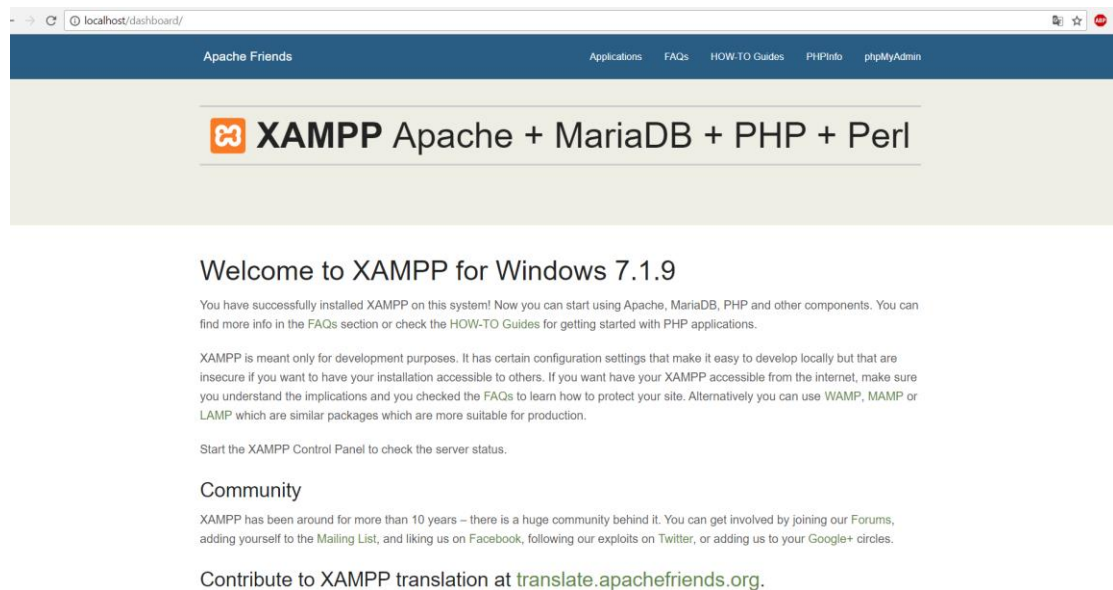 localhost/dashboard/
ABP
Apache Friends Applications FAQs HOW-TO Guides PHPInfo phpMyAdmin
XAMPP Apache + MariaDB + PHP + Perl
Welcome to XAMPP for Windows 7.1.9
You have successfully installed XAMPP on this system! Now you can start using Apache, MariaDB, PHP and other components. You can
find more info in the FAQs section or check the HOW-TO Guides for getting started with PHP applications.
XAMPP is meant only for development purposes. It has certain configuration settings that make it easy to develop locally but that are
insecure if you want to have your installation accessible to others. If you want have your XAMPP accessible from the internet, make sure
you understand the implications and you checked the FAQs to learn how to protect your site. Alternatively you can use WAMP, MAMP or
LAMP which are similar packages which are more suitable for production.
Start the XAMPP Control Panel to check the server status.
Community
XAMPP has been around for more than 10 years – there is a huge community behind it. You can get involved by joining our Forums,
adding yourself to the Mailing List, and liking us on Facebook, following our exploits on Twitter, or adding us to your Google+ circles.
Contribute to XAMPP translation at translate.apachefriends.org.